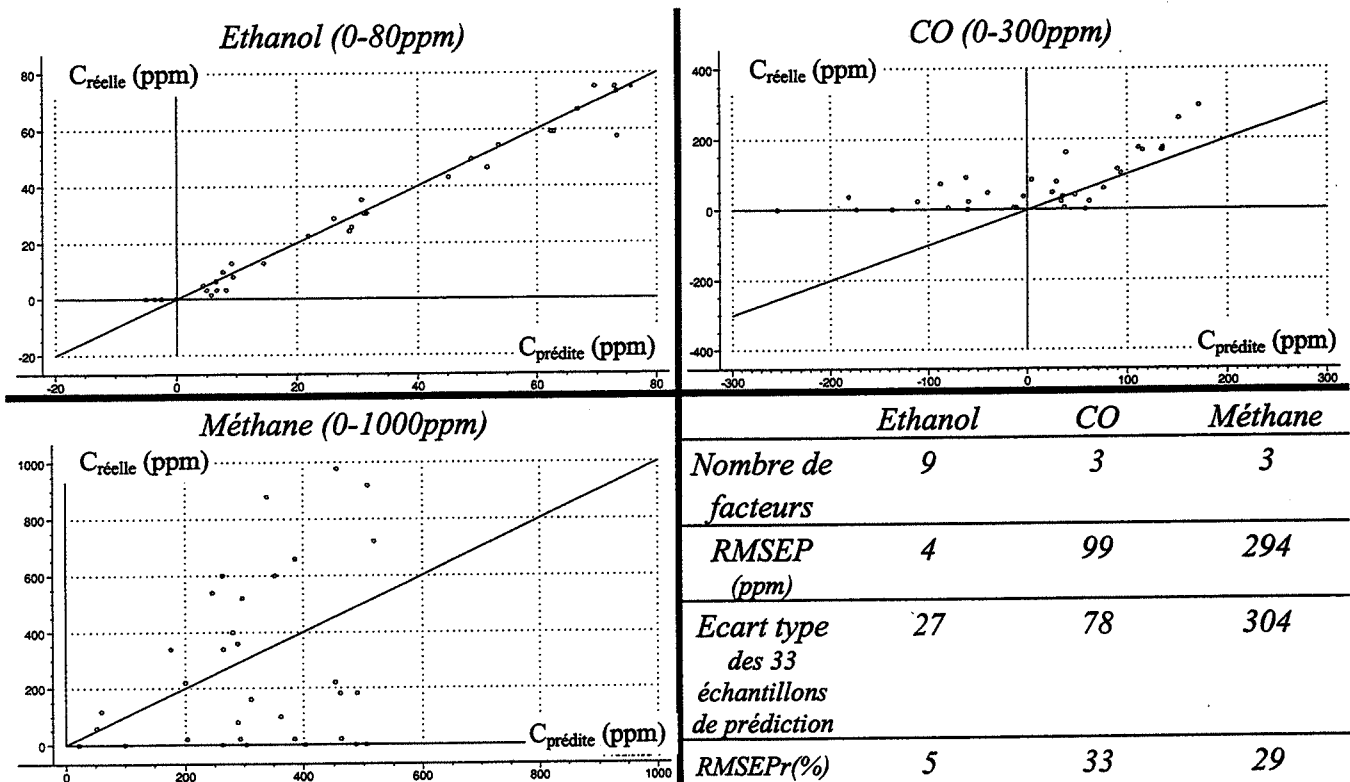 Ethanol (0-80ppm)
Créelle (ppm)
80
60
40
20
0
-20
-20 0 20 40 60 80
Cprédite (ppm)
CO (0-300ppm)
Créelle (ppm)
400
200
0
-200
-400
-300 -200 -100 0 100 200 300
Cprédite (ppm)
Méthane (0-1000ppm)
Créelle (ppm)
1000
800
600
400
200
0
0 200 400 600 800 1000
Cprédite (ppm)
Ethanol CO Méthane
Nombre de 9 3 3
facteurs
RMSEP 4 99 294
(ppm)
Ecart type 27 78 304
des 33
échantillons
de prédiction
RMSEPr(%) 5 33 29